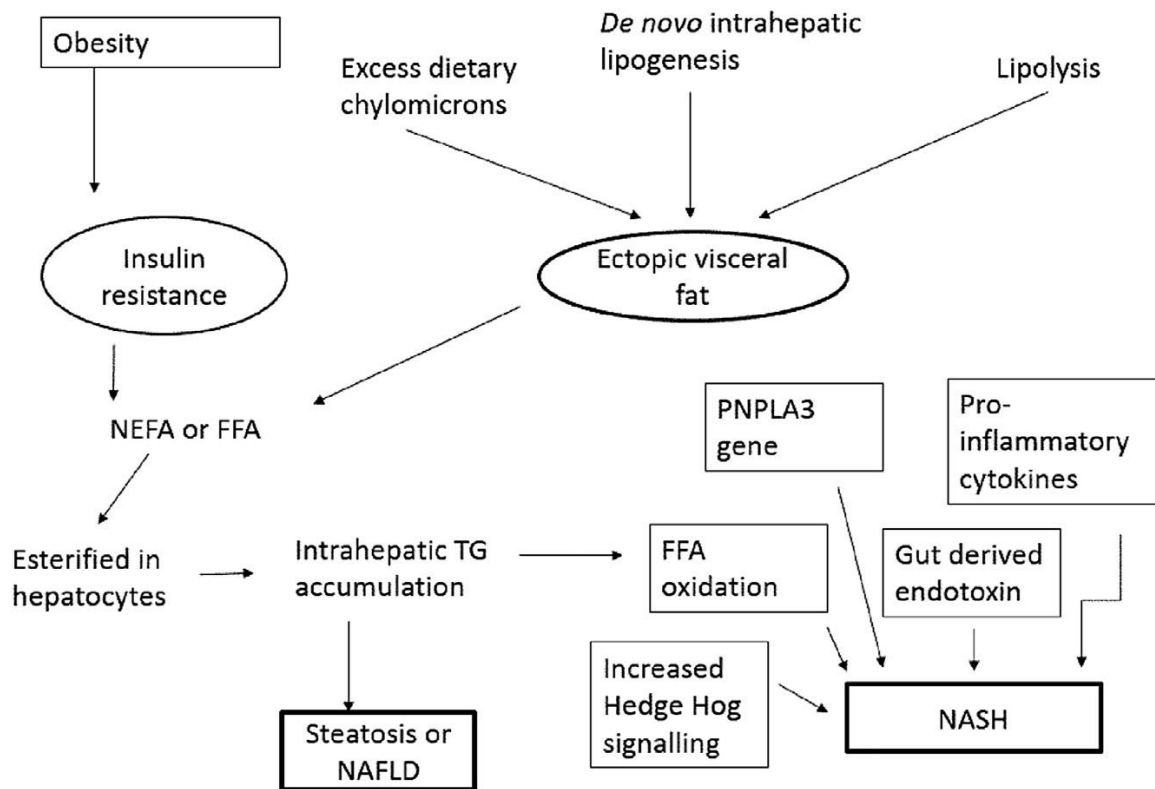 Obesity
Excess dietary
chylomicrons
De novo intrahepatic
lipogenesis
Lipolysis
Insulin
resistance
Ectopic visceral
fat
NEFA or FFA
PNPLA3
gene
Pro-
inflammatory
cytokines
Esterified in
hepatocytes
Intrahepatic TG
accumulation
FFA
oxidation
Gut derived
endotoxin
Increased
Hedge Hog
signalling
NASH
Steatosis or
NAFLD